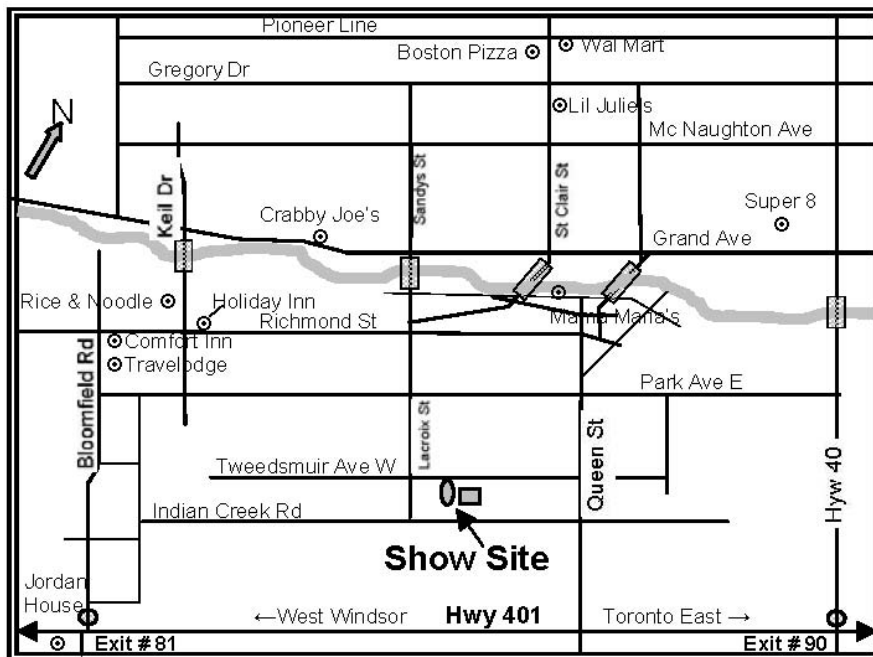 Pioneer Line
Boston Pizza
Wal Mart
Gregory Dr
Lil Julie's
N
Mc Naughton Ave
Keil Dr
Sandys St
St Clair St
Super 8
Crabby Joe's
Grand Ave
Rice & Noodle
Holiday Inn
Richmond St
Mama Maria's
Comfort Inn
Travelodge
Bloomfield Rd
Park Ave E
Lacroix St
Queen St
Tweedsmuir Ave W
Hyw 40
Indian Creek Rd
Show Site
Jordan
House
←West Windsor
Hwy 401
Toronto East →
Exit #81
Exit #90